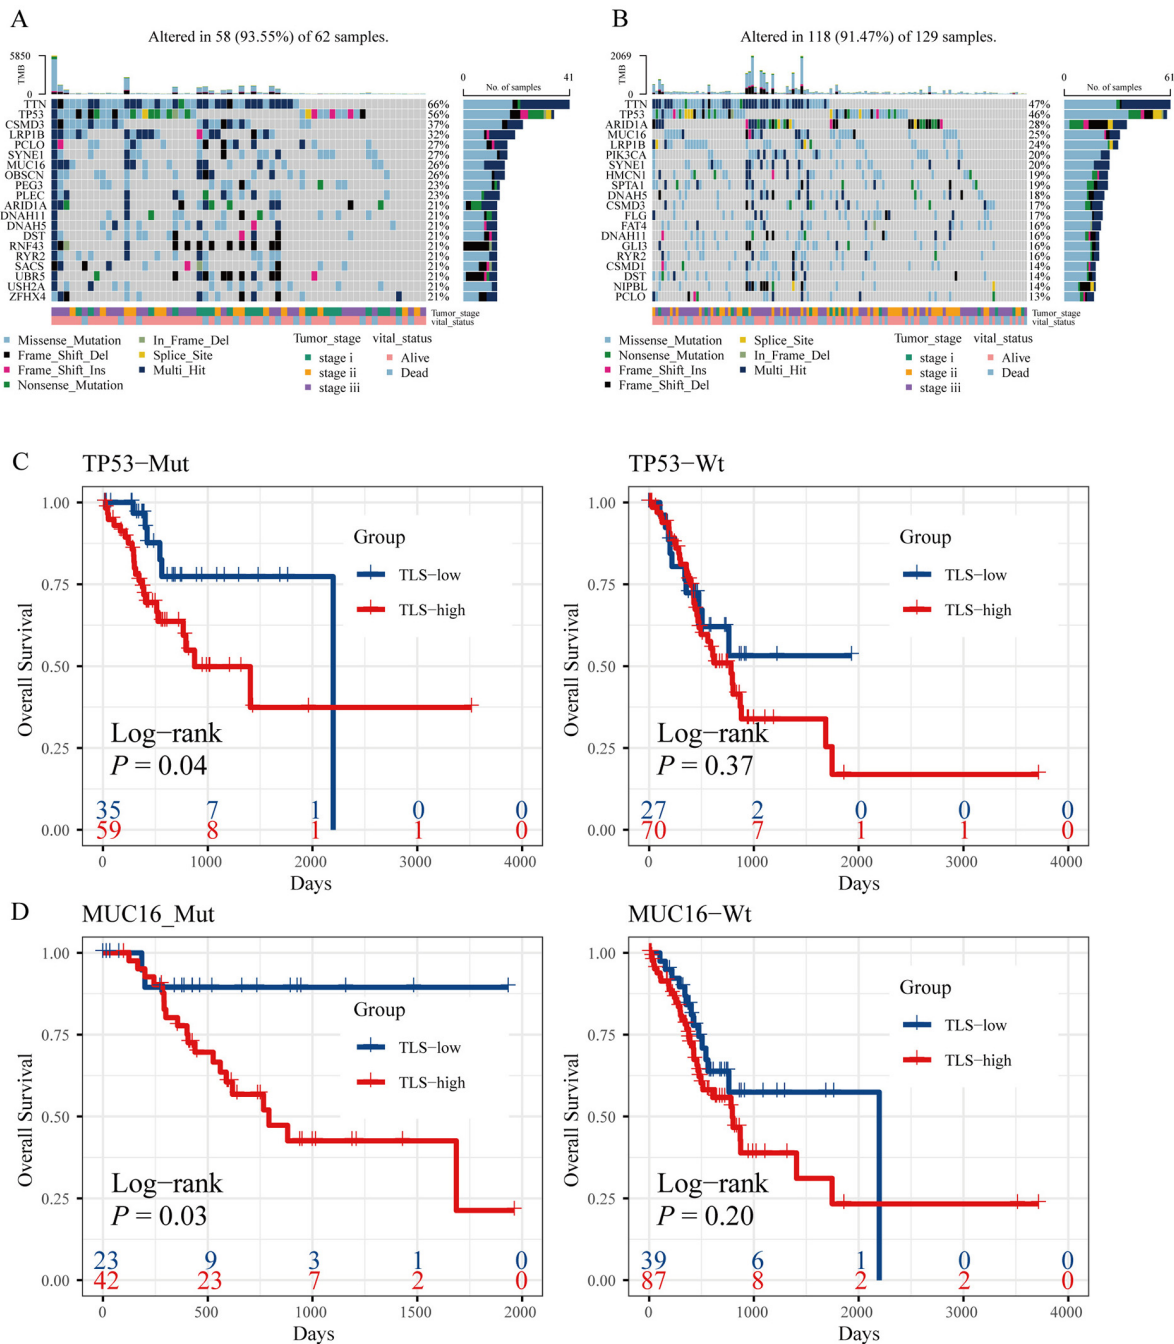 A
Altered in 58 (93.55%) of 62 samples.
5850
TMB
0
0 41
No. of samples
TTN 66%
TP53 56%
CSMD3 37%
LRP1B 32%
PCLO 27%
SYNE1 27%
MUC16 26%
OBSCN 26%
PEG3 23%
PLEC 23%
ARID1A 21%
DNAH11 21%
DNAH5 21%
DST 21%
RNF43 21%
RYR2 21%
SACS 21%
UBR5 21%
USH2A 21%
ZFHX4 21%
Tumor_stage
vital_status
Missense_Mutation
Frame_Shift_Del
Frame_Shift_Ins
Nonsense_Mutation
In_Frame_Del
Splice_Site
Multi_Hit
Tumor_stage
stage i
stage ii
stage iii
vital_status
Alive
Dead
B
Altered in 118 (91.47%) of 129 samples.
2069
TMB
0
0 61
No. of samples
TTN 47%
TP53 46%
ARID1A 28%
MUC16 25%
LRP1B 24%
PIK3CA 20%
SYNE1 20%
HMCN1 19%
SPTA1 19%
DNAH5 18%
CSMD3 17%
FLG 17%
FAT4 16%
DNAH11 16%
GLI3 16%
RYR2 16%
CSMD1 14%
DST 14%
NIPBL 14%
PCLO 13%
Tumor_stage
vital_status
Missense_Mutation
Nonsense_Mutation
Frame_Shift_Ins
Frame_Shift_Del
Splice_Site
In_Frame_Del
Multi_Hit
Tumor_stage
stage i
stage ii
stage iii
vital_status
Alive
Dead
C
TP53−Mut
Overall Survival
1.00
0.75
0.50
0.25
0.00
Group
TLS−low
TLS−high
Log−rank
P = 0.04
35 7 1 0 0
59 8 1 1 0
0 1000 2000 3000 4000
Days
TP53−Wt
Overall Survival
1.00
0.75
0.50
0.25
0.00
Group
TLS−low
TLS−high
Log−rank
P = 0.37
27 2 0 0 0
70 7 1 1 0
0 1000 2000 3000 4000
Days
D
MUC16_Mut
Overall Survival
1.00
0.75
0.50
0.25
0.00
Group
TLS−low
TLS−high
Log−rank
P = 0.03
23 9 3 1 0
42 23 7 2 0
0 500 1000 1500 2000
Days
MUC16−Wt
Overall Survival
1.00
0.75
0.50
0.25
0.00
Group
TLS−low
TLS−high
Log−rank
P = 0.20
39 6 1 0 0
87 8 2 2 0
0 1000 2000 3000 4000
Days